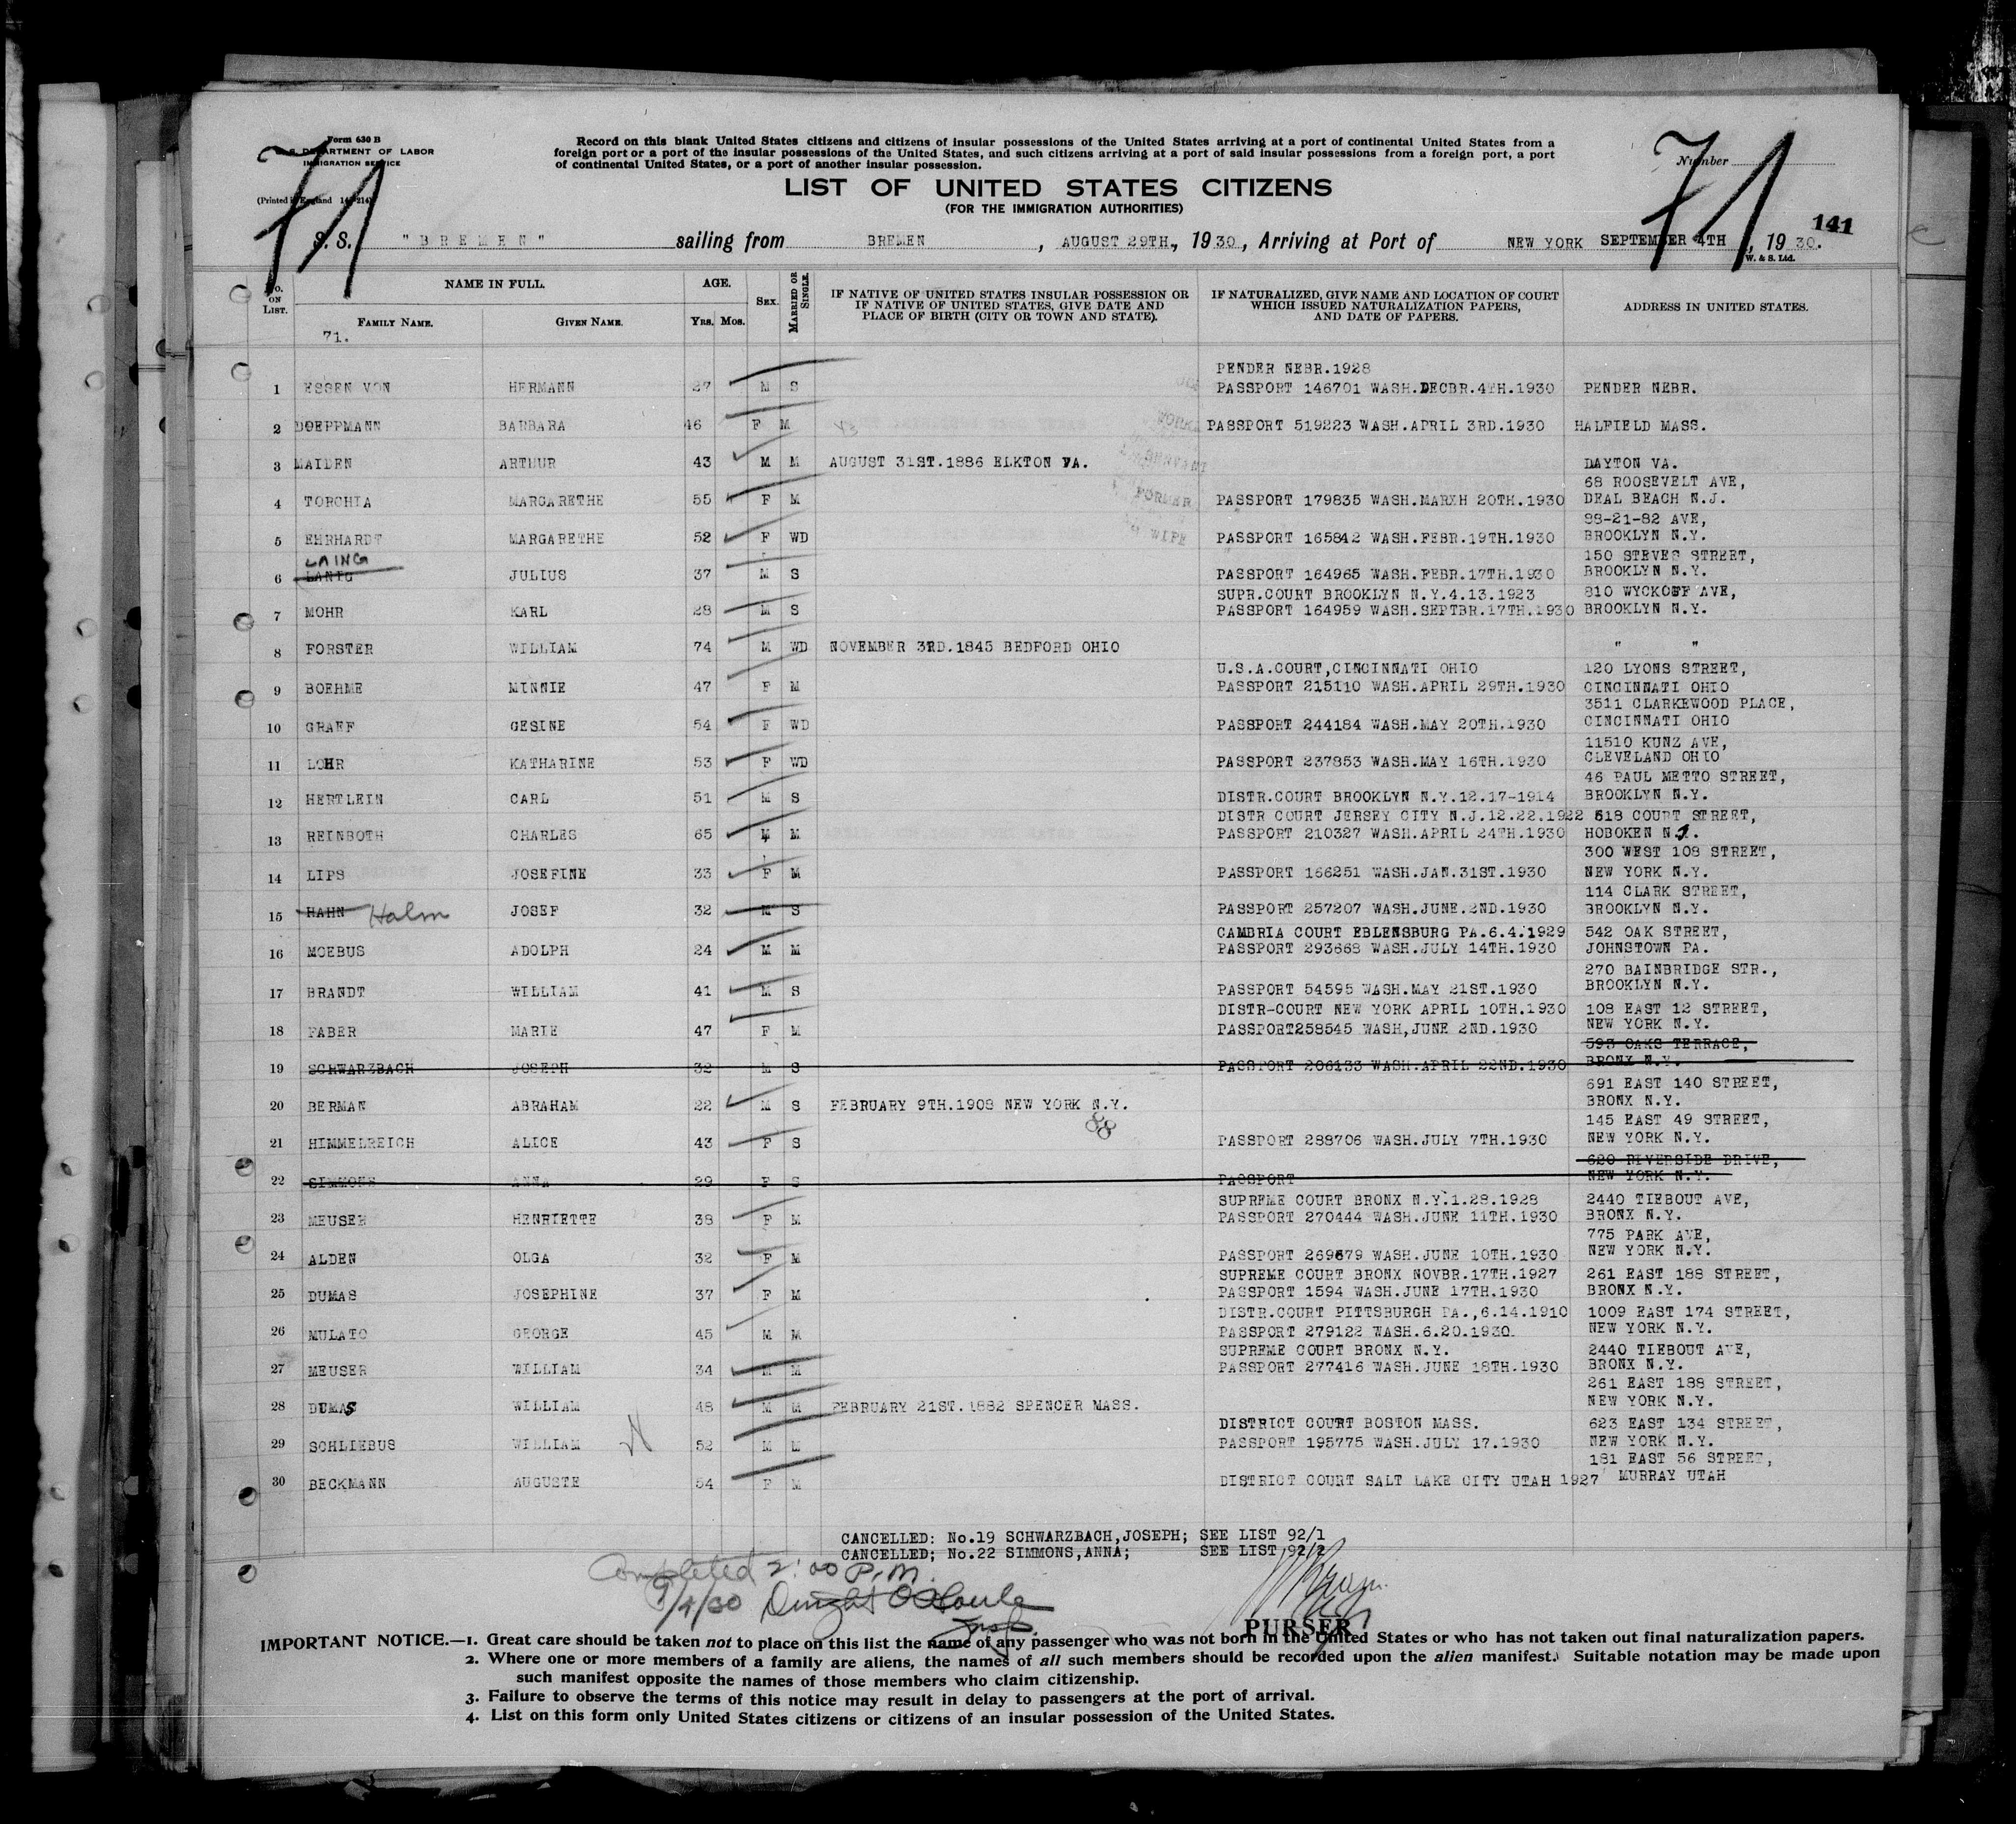 Form 630 B
U. S. DEPARTMENT OF LABOR
IMMIGRATION SERVICE
(Printed in England
71
Record on this blank United States citizens and citizens of insular possessions of the United States arriving at a port of continental United States from a
foreign port or a port of the insular possessions of the United States, and such citizens arriving at a port of said insular possessions from a foreign port, a port
of continental United States, or a port of another insular possession.
Number
71
LIST OF UNITED STATES CITIZENS
(FOR THE IMMIGRATION AUTHORITIES)
141
S. S. "BREMEN" sailing from BREMEN, AUGUST 29TH., 1930, Arriving at Port of NEW YORK SEPTEMBER 4TH, 1930.
W. & S. Ltd.
No. ON LIST. NAME IN FULL. AGE. SEX. MARRIED OR SINGLE. IF NATIVE OF UNITED STATES INSULAR POSSESSION OR IF NATIVE OF UNITED STATES, GIVE DATE AND PLACE OF BIRTH (CITY OR TOWN AND STATE). IF NATURALIZED, GIVE NAME AND LOCATION OF COURT WHICH ISSUED NATURALIZATION PAPERS, AND DATE OF PAPERS. ADDRESS IN UNITED STATES.
FAMILY NAME. GIVEN NAME. YRS. MOS.
71.
PENDER NEBR.1928
1 ESSEN VON HERMANN 27 M S PASSPORT 146701 WASH.DECBR.4TH.1930 PENDER NEBR.
2 DOEPPMANN BARBARA 46 F M PASSPORT 519223 WASH.APRIL 3RD.1930 HALFIELD MASS.
3 MAIDEN ARTHUR 43 M M AUGUST 31ST.1886 ELKTON VA. DAYTON VA.
68 ROOSEVELT AVE,
4 TORCHIA MARGARETHE 55 F M PASSPORT 179835 WASH.MARXH 20TH.1930 DEAL BEACH N.J.
88-21-82 AVE,
5 EHRHARDT MARGARETHE 52 F WD PASSPORT 165842 WASH.FEBR.19TH.1930 BROOKLYN N.Y.
LAING 150 STEVES STREET,
6 LANIG JULIUS 37 M S PASSPORT 164965 WASH.FEBR.17TH.1930 BROOKLYN N.Y.
SUPR.COURT BROOKLYN N.Y.4.13.1923 810 WYCKOFF AVE,
7 MOHR KARL 28 M S PASSPORT 164959 WASH.SEPTBR.17TH.1930 BROOKLYN N.Y.
8 FORSTER WILLIAM 74 M WD NOVEMBER 3RD.1845 BEDFORD OHIO " "
U.S.A.COURT,CINCINNATI OHIO 120 LYONS STREET,
9 BOEHME MINNIE 47 F M PASSPORT 215110 WASH.APRIL 29TH.1930 CINCINNATI OHIO
3511 CLARKEWOOD PLACE,
10 GRAEF GESINE 54 F WD PASSPORT 244184 WASH.MAY 20TH.1930 CINCINNATI OHIO
11510 KUNZ AVE,
11 LOHR KATHARINE 53 F WD PASSPORT 237853 WASH.MAY 16TH.1930 CLEVELAND OHIO
46 PAUL METTO STREET,
12 HERTLEIN CARL 51 M S DISTR.COURT BROOKLYN N.Y.12.17-1914 BROOKLYN N.Y.
DISTR COURT JERSEY CITY N.J.12.22.1922 518 COURT STREET,
13 REINBOTH CHARLES 65 M M PASSPORT 210327 WASH.APRIL 24TH.1930 HOBOKEN N.J.
300 WEST 108 STREET,
14 LIPS JOSEFINE 33 F M PASSPORT 166251 WASH.JAN.31ST.1930 NEW YORK N.Y.
114 CLARK STREET,
15 HAHN Halm JOSEF 32 M S PASSPORT 257207 WASH.JUNE.2ND.1930 BROOKLYN N.Y.
CAMBRIA COURT EBLENSBURG PA.6.4.1929 542 OAK STREET,
16 MOEBUS ADOLPH 24 M M PASSPORT 293668 WASH.JULY 14TH.1930 JOHNSTOWN PA.
270 BAINBRIDGE STR.,
17 BRANDT WILLIAM 41 M S PASSPORT 54595 WASH.MAY 21ST.1930 BROOKLYN N.Y.
DISTR-COURT NEW YORK APRIL 10TH.1930 108 EAST 12 STREET,
18 FABER MARIE 47 F M PASSPORT258545 WASH,JUNE 2ND.1930 NEW YORK N.Y.
593 OAKS TERRACE,
19 SCHWARZBACH JOSEPH 32 M S PASSPORT 206133 WASH.APRIL 22ND.1930 BRONX N.Y.
691 EAST 140 STREET,
20 BERMAN ABRAHAM 22 M S FEBRUARY 9TH.1908 NEW YORK N.Y. BRONX N.Y.
145 EAST 49 STREET,
21 HIMMELREICH ALICE 43 F S PASSPORT 288706 WASH.JULY 7TH.1930 NEW YORK N.Y.
620 RIVERSIDE DRIVE,
22 SIMMONS ANNA 29 F S PASSPORT NEW YORK N.Y.
SUPREME COURT BRONX N.Y.1.28.1928 2440 TIEBOUT AVE,
23 MEUSER HENRIETTE 38 F M PASSPORT 270444 WASH.JUNE 11TH.1930 BRONX N.Y.
775 PARK AVE,
24 ALDEN OLGA 32 F M PASSPORT 269679 WASH.JUNE 10TH.1930 NEW YORK N.Y.
SUPREME COURT BRONX NOVBR.17TH.1927 261 EAST 188 STREET,
25 DUMAS JOSEPHINE 37 F M PASSPORT 1594 WASH.JUNE 17TH.1930 BRONX N.Y.
DISTR.COURT PITTSBURGH PA.,6.14.1910 1009 EAST 174 STREET,
26 MULATO GEORGE 45 M M PASSPORT 279122 WASH.6.20.1930. NEW YORK N.Y.
SUPREME COURT BRONX N.Y. 2440 TIEBOUT AVE,
27 MEUSER WILLIAM 34 M M PASSPORT 277416 WASH.JUNE 18TH.1930 BRONX N.Y.
261 EAST 188 STREET,
28 DUMAS WILLIAM 48 M M FEBRUARY 21ST.1882 SPENCER MASS. NEW YORK N.Y.
DISTRICT COURT BOSTON MASS. 623 EAST 134 STREET,
29 SCHLIEBUS WILLIAM 52 M M PASSPORT 195775 WASH.JULY 17.1930 NEW YORK N.Y.
181 EAST 56 STREET,
30 BECKMANN AUGUSTE 54 F M DISTRICT COURT SALT LAKE CITY UTAH 1927 MURRAY UTAH
CANCELLED: No.19 SCHWARZBACH,JOSEPH; SEE LIST 92/1
CANCELLED; No.22 SIMMONS,ANNA; SEE LIST 92/2
Completed 2:00 P.M.
9/4/30 Dwight
Insp.
PURSER
IMPORTANT NOTICE.—1. Great care should be taken not to place on this list the name of any passenger who was not born in the United States or who has not taken out final naturalization papers.
2. Where one or more members of a family are aliens, the names of all such members should be recorded upon the alien manifest. Suitable notation may be made upon
such manifest opposite the names of those members who claim citizenship.
3. Failure to observe the terms of this notice may result in delay to passengers at the port of arrival.
4. List on this form only United States citizens or citizens of an insular possession of the United States.